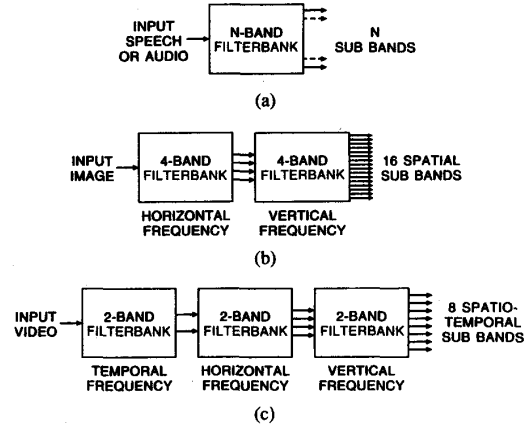 INPUT
SPEECH
OR AUDIO
N-BAND
FILTERBANK
N
SUB BANDS
(a)
INPUT
IMAGE
4-BAND
FILTERBANK
4-BAND
FILTERBANK
16 SPATIAL
SUB BANDS
HORIZONTAL
FREQUENCY
VERTICAL
FREQUENCY
(b)
INPUT
VIDEO
2-BAND
FILTERBANK
2-BAND
FILTERBANK
2-BAND
FILTERBANK
8 SPATIO-
TEMPORAL
SUB BANDS
TEMPORAL
FREQUENCY
HORIZONTAL
FREQUENCY
VERTICAL
FREQUENCY
(c)